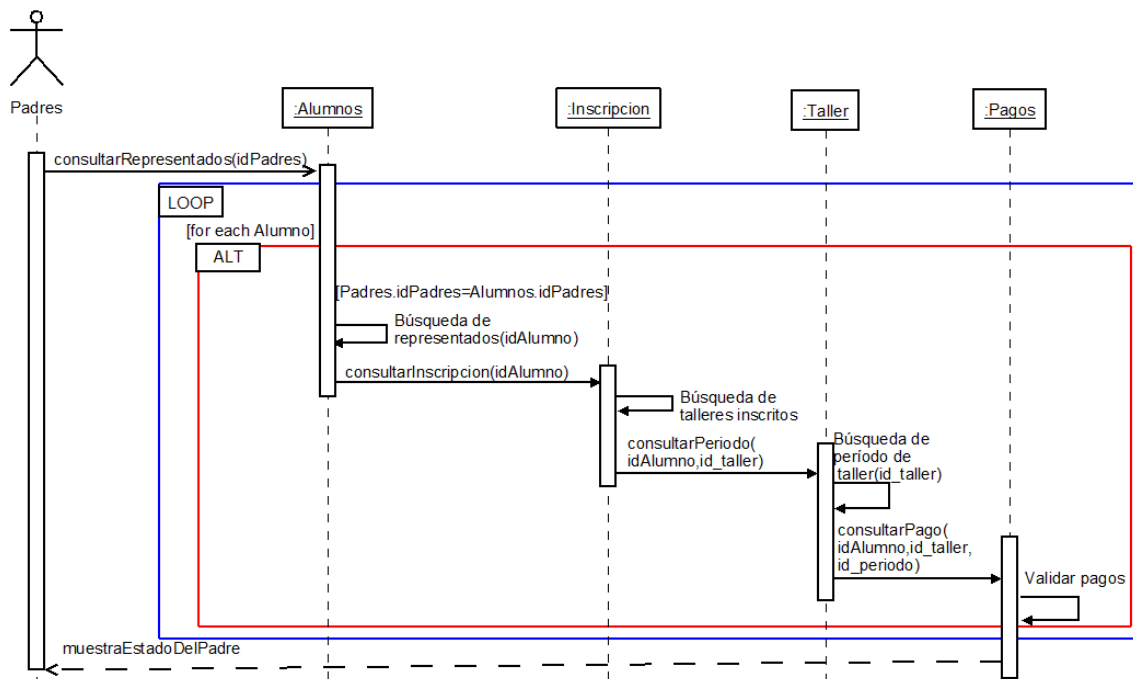 Padres
:Alumnos
:Inscripcion
:Taller
:Pagos
consultarRepresentados(idPadres)
LOOP
[for each Alumno]
ALT
[Padres.idPadres=Alumnos.idPadres]
Búsqueda de
representados(idAlumno)
consultarInscripcion(idAlumno)
Búsqueda de
talleres inscritos
consultarPeriodo(
idAlumno,id_taller)
Búsqueda de
período de
taller(id_taller)
consultarPago(
idAlumno,id_taller,
id_periodo)
Validar pagos
muestraEstadoDelPadre